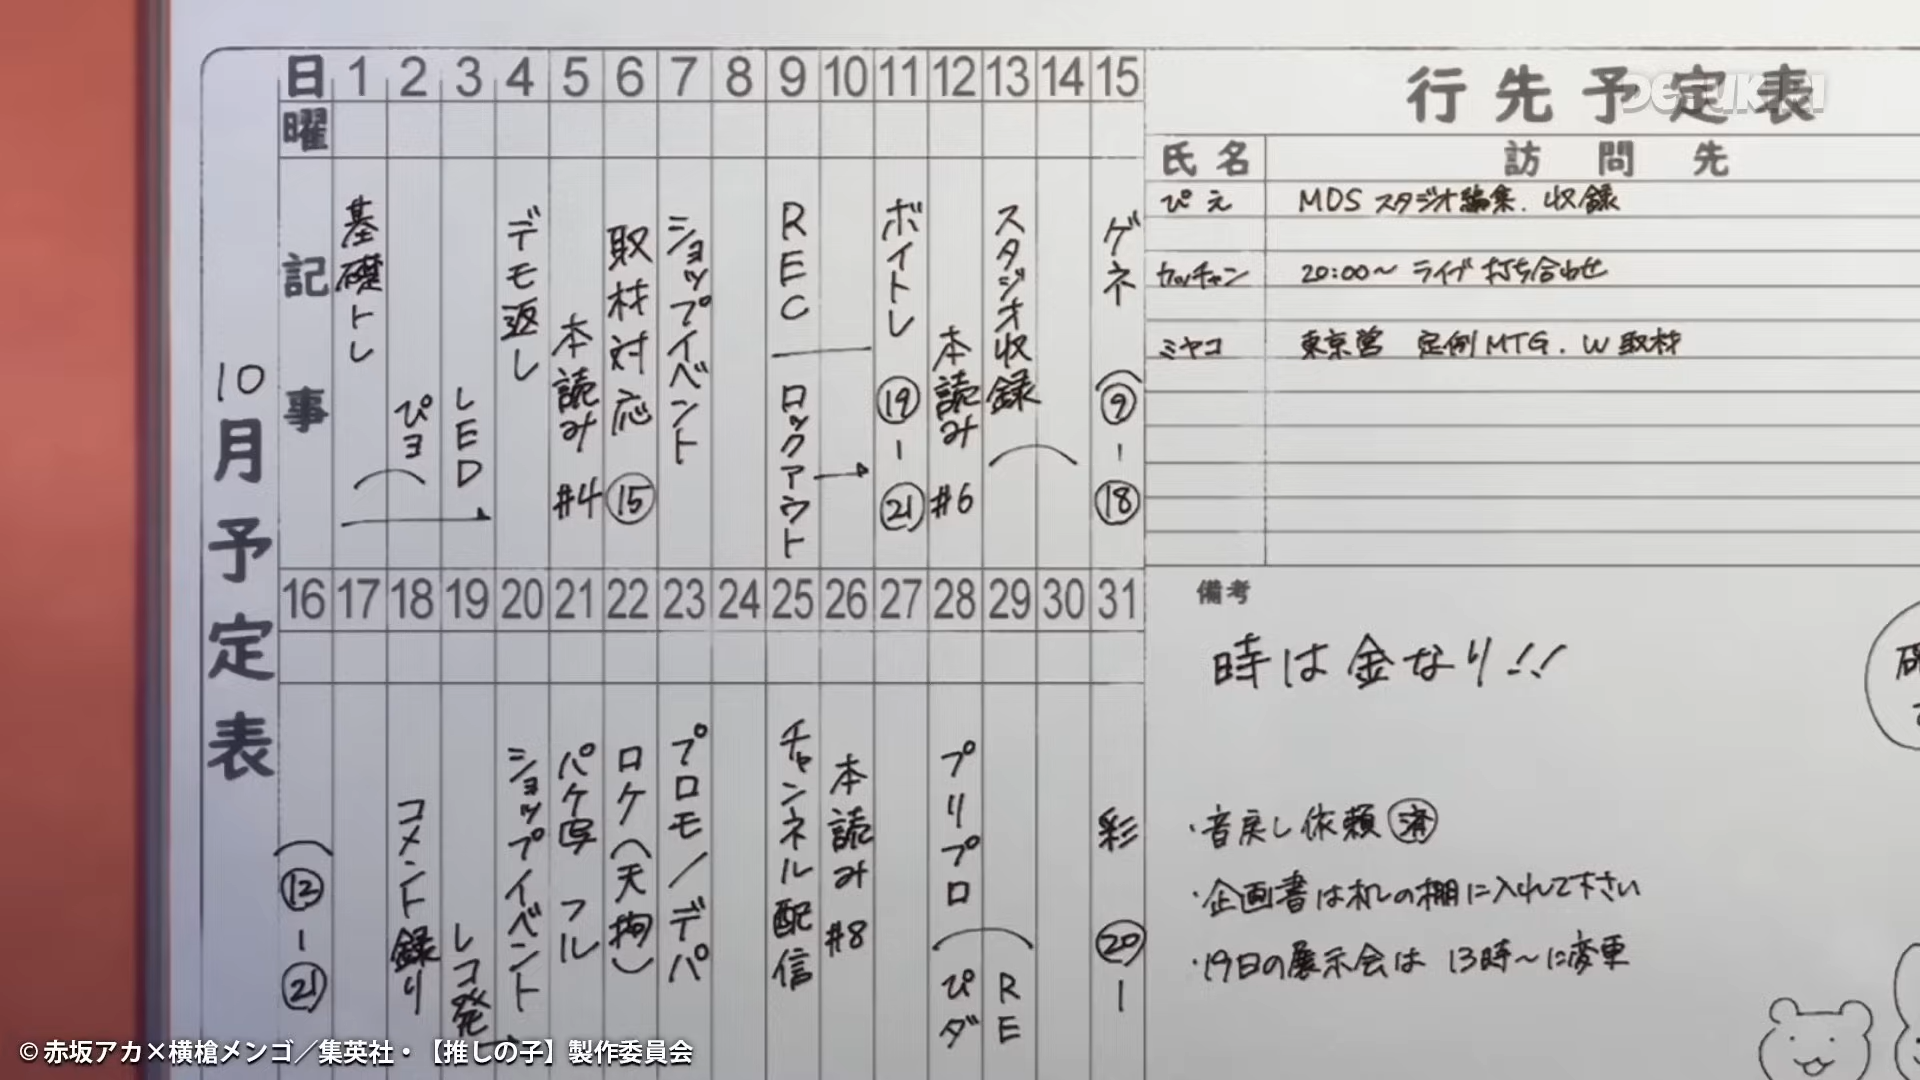 10月予定表
日 1 2 3 4 5 6 7 8 9 10 11 12 13 14 15
曜
記事
基礎トレ
ぴヨ
LED
デモ返し
本読み #4
取材対応 ⑮
ショップイベント
REC
ロックアウト
ボイトレ ⑲-㉑
本読み #6
スタジオ収録
ゲネ ⑨-⑱
16 17 18 19 20 21 22 23 24 25 26 27 28 29 30 31
⑫-㉑
コメント録り
レコ発
ショップイベント
パケ写 フル
ロケ(天拘)
プロモ/デパ
チャンネル配信
本読み #8
プリプロ
ぴダ
RE
彩 ⑳-
行先予定表
氏名 訪問先
ぴえ MDSスタジオ編集.収録
カッチャン 20:00〜ライブ打ち合わせ
ミヤコ 東京営 定例MTG.W取材
備考
時は金なり!!
・音戻し依頼㊮
・企画書は机の棚に入れて下さい
・19日の展示会は 13時〜に変更
©赤坂アカ×横槍メンゴ／集英社・【推しの子】製作委員会